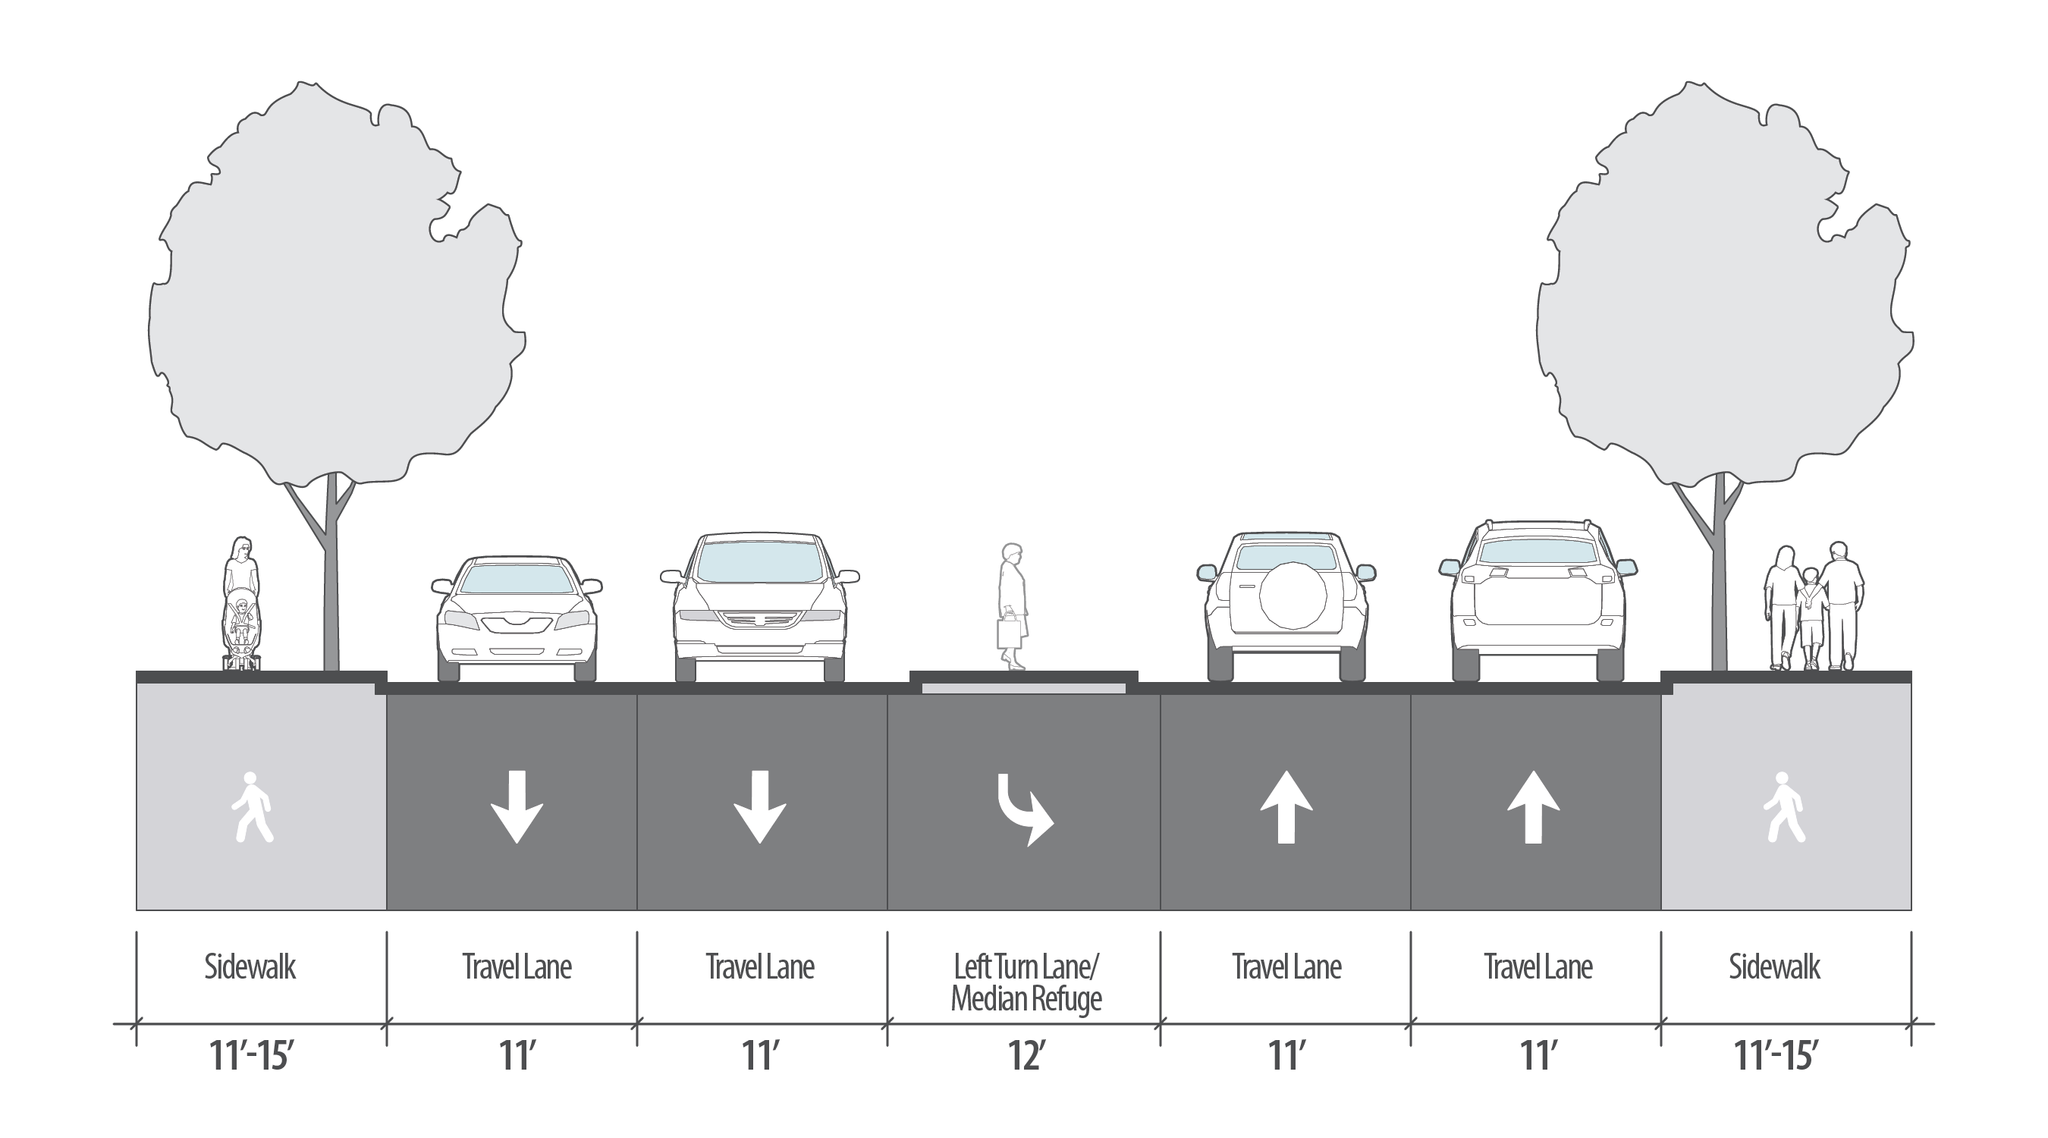 Sidewalk
Travel Lane
Travel Lane
Left Turn Lane/
Median Refuge
Travel Lane
Travel Lane
Sidewalk
11’-15’
11’
11’
12’
11’
11’
11’-15’